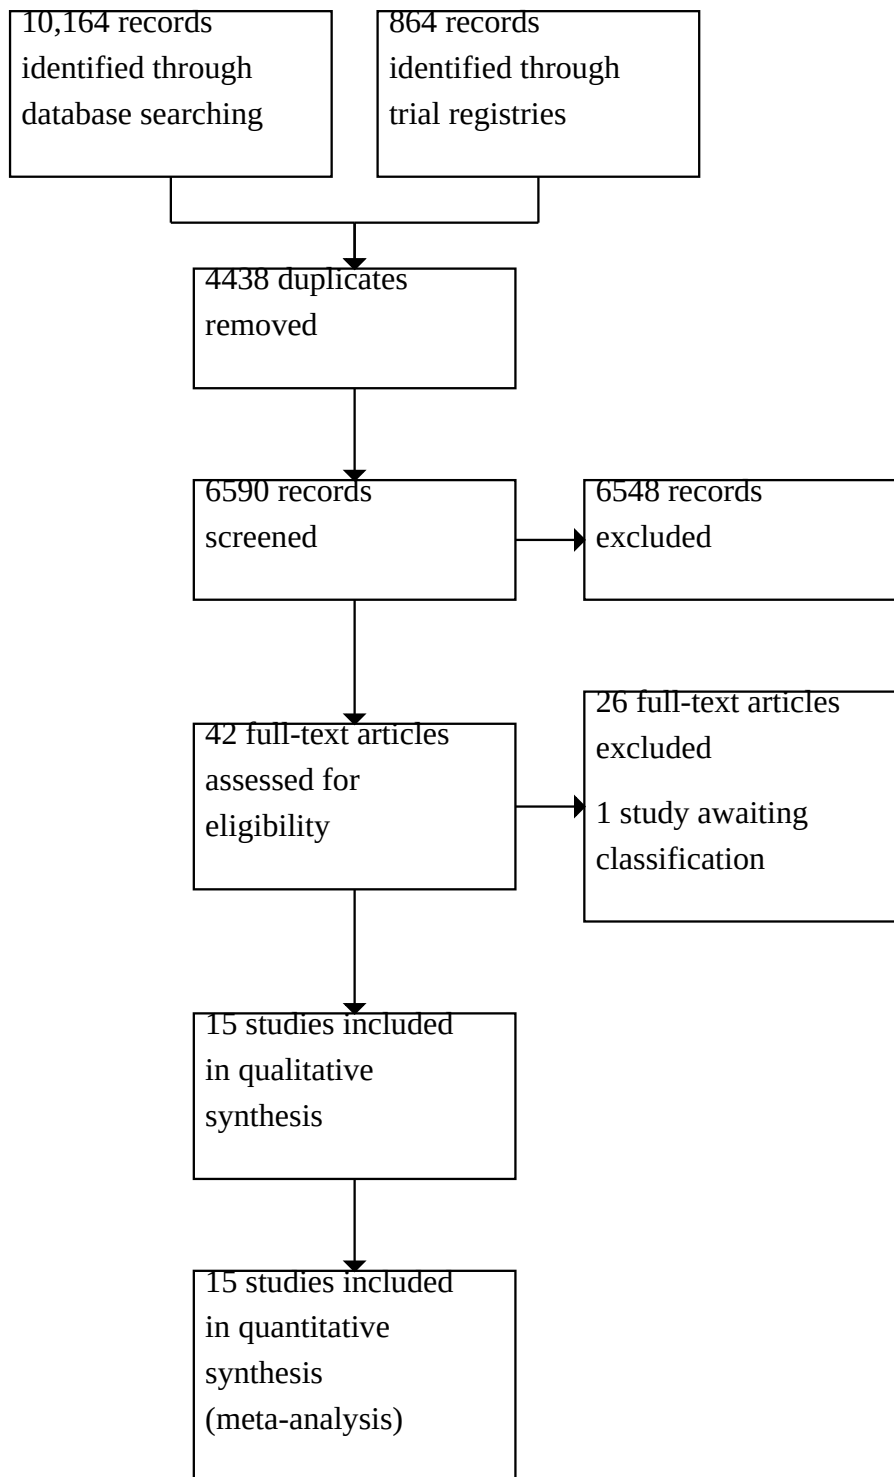 10,164 records
identified through
database searching
864 records
identified through
trial registries
4438 duplicates
removed
6590 records
screened
6548 records
excluded
42 full-text articles
assessed for
eligibility
26 full-text articles
excluded
1 study awaiting
classification
15 studies included
in qualitative
synthesis
15 studies included
in quantitative
synthesis
(meta-analysis)